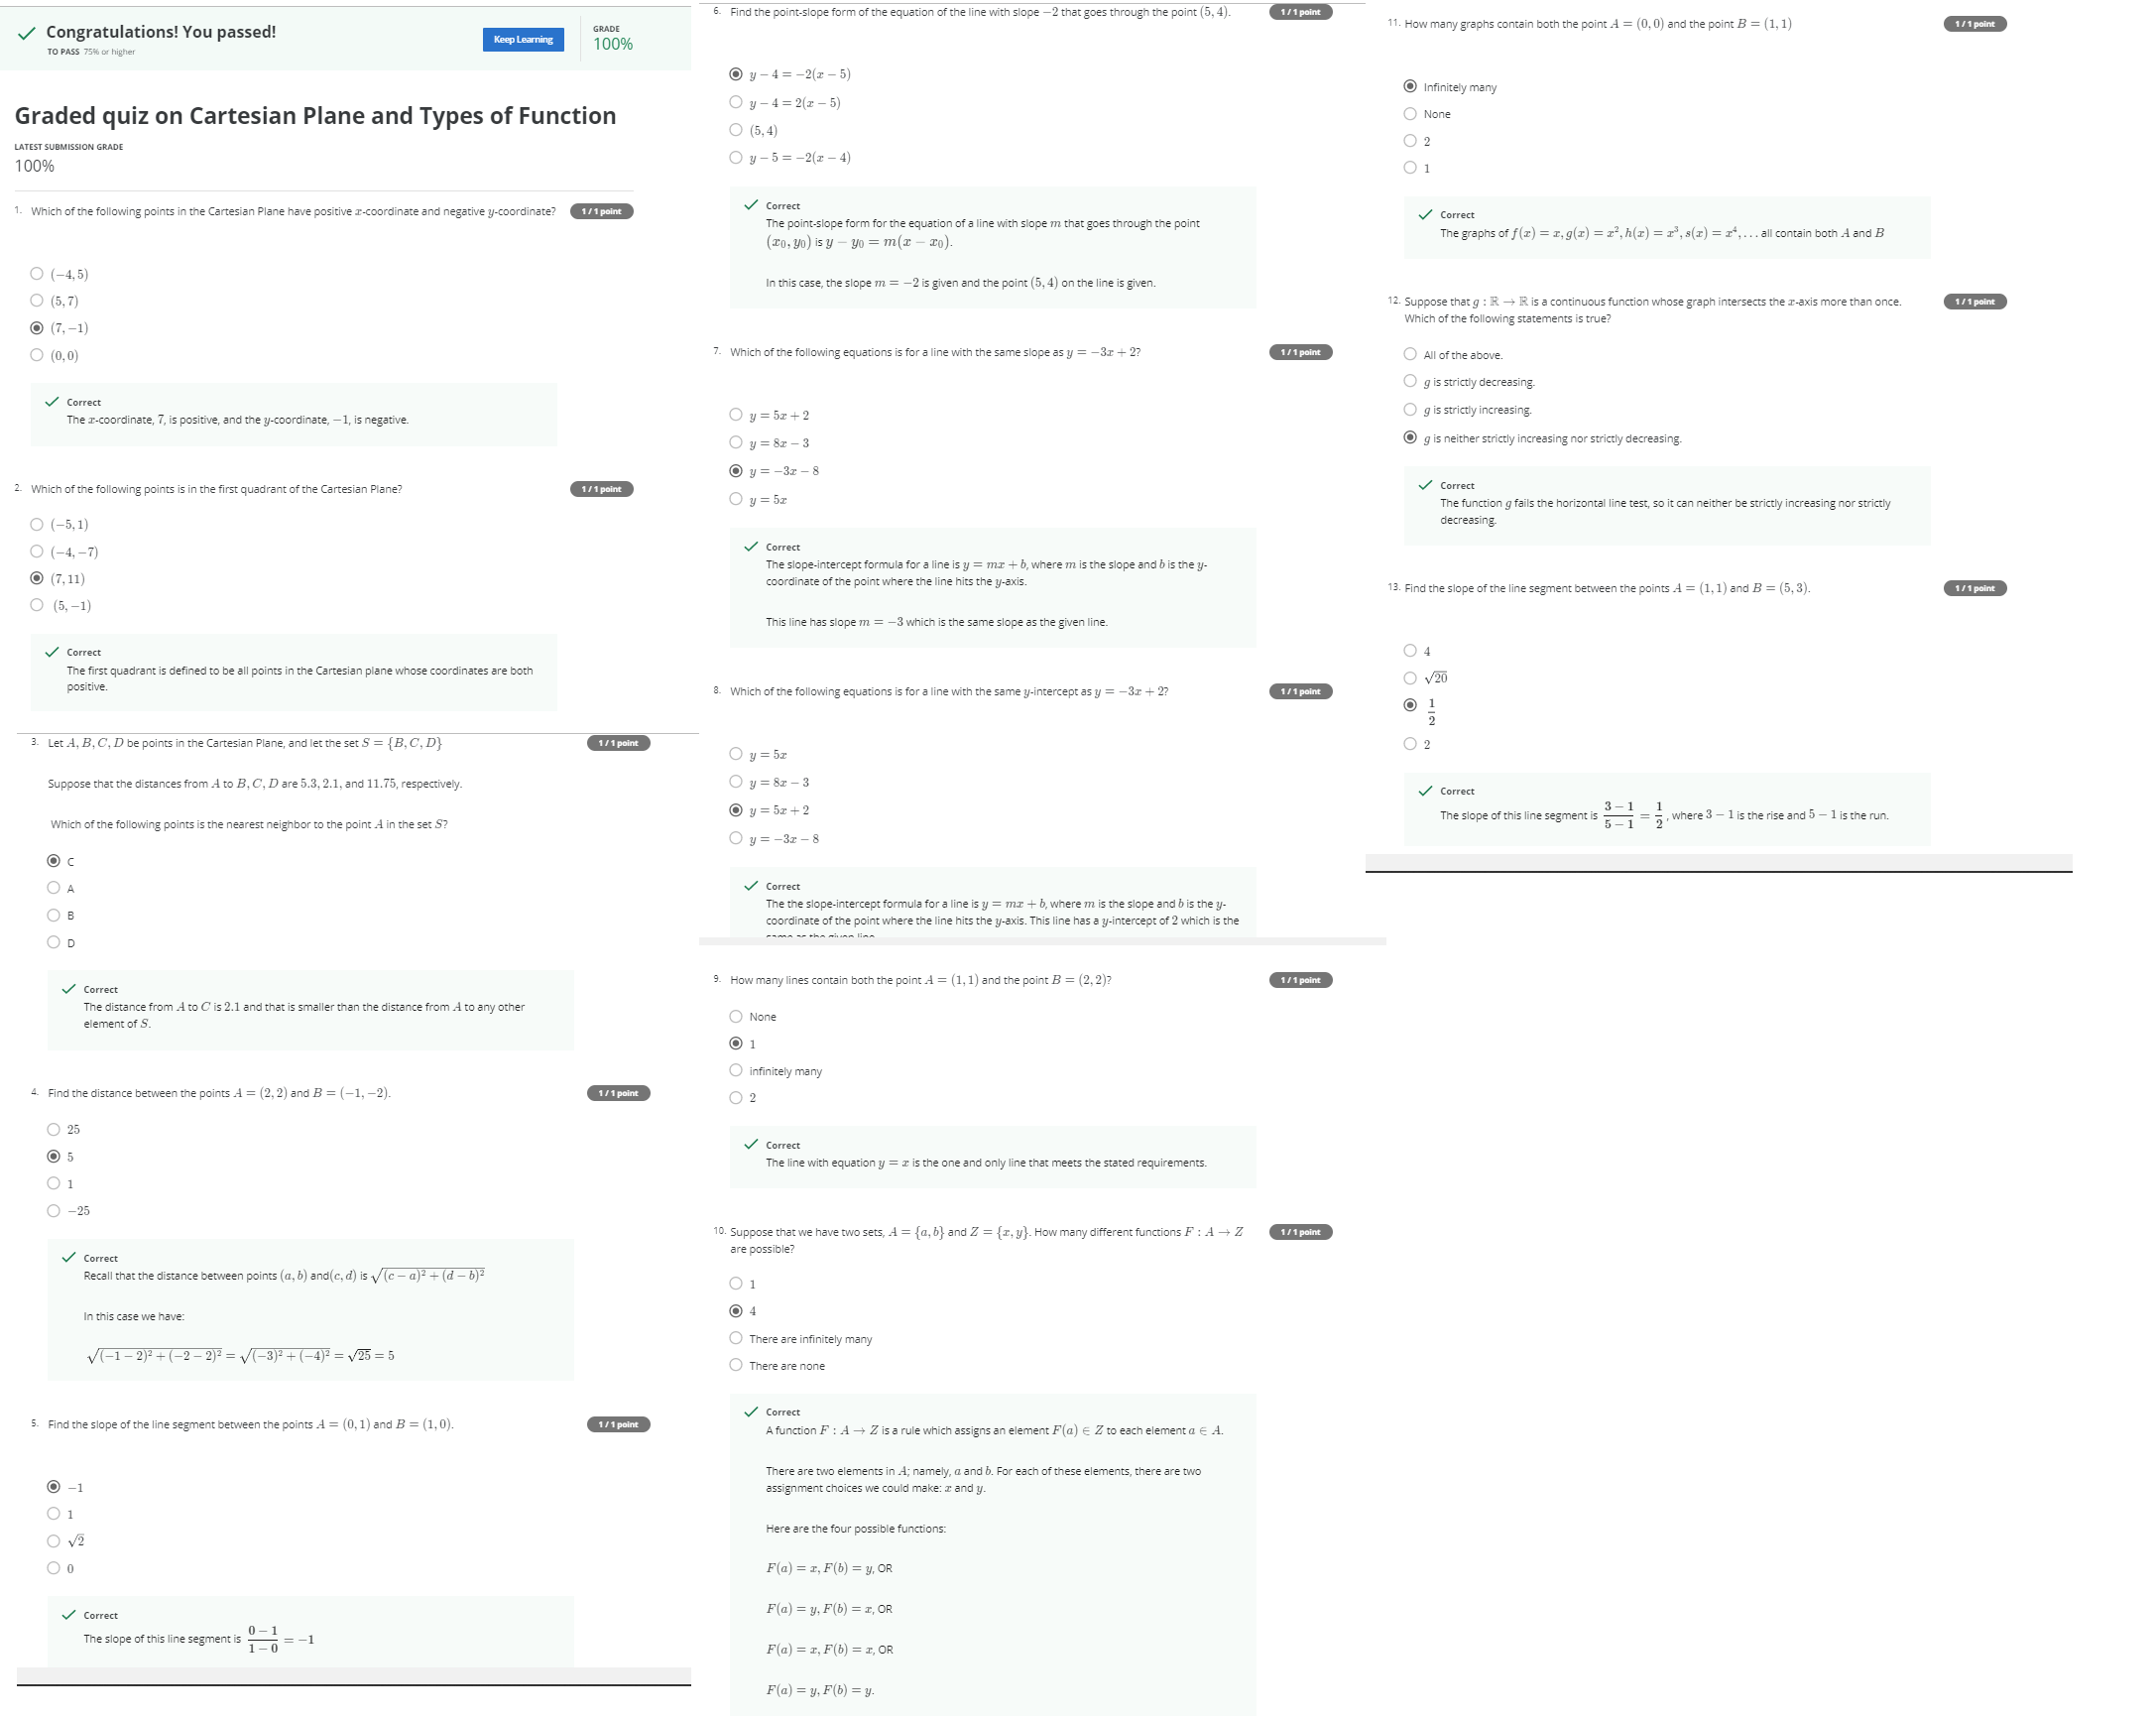 Congratulations! You passed!
TO PASS 75% or higher
Keep Learning
GRADE
100%
Graded quiz on Cartesian Plane and Types of Function
LATEST SUBMISSION GRADE
100%
1. Which of the following points in the Cartesian Plane have positive x-coordinate and negative y-coordinate?
1 / 1 point
(−4, 5)
(5, 7)
(7, −1)
(0, 0)
Correct
The x-coordinate, 7, is positive, and the y-coordinate, −1, is negative.
2. Which of the following points is in the first quadrant of the Cartesian Plane?
1 / 1 point
(−5, 1)
(−4, −7)
(7, 11)
(5, −1)
Correct
The first quadrant is defined to be all points in the Cartesian plane whose coordinates are both
positive.
3. Let A, B, C, D be points in the Cartesian Plane, and let the set S = {B, C, D}
1 / 1 point
Suppose that the distances from A to B, C, D are 5.3, 2.1, and 11.75, respectively.
Which of the following points is the nearest neighbor to the point A in the set S?
C
A
B
D
Correct
The distance from A to C is 2.1 and that is smaller than the distance from A to any other
element of S.
4. Find the distance between the points A = (2, 2) and B = (−1, −2).
1 / 1 point
25
5
1
−25
Correct
Recall that the distance between points (a, b) and(c, d) is √(c − a)² + (d − b)²
In this case we have:
√(−1 − 2)² + (−2 − 2)² = √(−3)² + (−4)² = √25 = 5
5. Find the slope of the line segment between the points A = (0, 1) and B = (1, 0).
1 / 1 point
−1
1
√2
0
Correct
The slope of this line segment is (0 − 1)/(1 − 0) = −1
6. Find the point-slope form of the equation of the line with slope −2 that goes through the point (5, 4).
1 / 1 point
y − 4 = −2(x − 5)
y − 4 = 2(x − 5)
(5, 4)
y − 5 = −2(x − 4)
Correct
The point-slope form for the equation of a line with slope m that goes through the point
(x₀, y₀) is y − y₀ = m(x − x₀).
In this case, the slope m = −2 is given and the point (5, 4) on the line is given.
7. Which of the following equations is for a line with the same slope as y = −3x + 2?
1 / 1 point
y = 5x + 2
y = 8x − 3
y = −3x − 8
y = 5x
Correct
The slope-intercept formula for a line is y = mx + b, where m is the slope and b is the y-
coordinate of the point where the line hits the y-axis.
This line has slope m = −3 which is the same slope as the given line.
8. Which of the following equations is for a line with the same y-intercept as y = −3x + 2?
1 / 1 point
y = 5x
y = 8x − 3
y = 5x + 2
y = −3x − 8
Correct
The the slope-intercept formula for a line is y = mx + b, where m is the slope and b is the y-
coordinate of the point where the line hits the y-axis. This line has a y-intercept of 2 which is the
same as the given line
9. How many lines contain both the point A = (1, 1) and the point B = (2, 2)?
1 / 1 point
None
1
infinitely many
2
Correct
The line with equation y = x is the one and only line that meets the stated requirements.
10. Suppose that we have two sets, A = {a, b} and Z = {x, y}. How many different functions F : A → Z
are possible?
1 / 1 point
1
4
There are infinitely many
There are none
Correct
A function F : A → Z is a rule which assigns an element F(a) ∈ Z to each element a ∈ A.
There are two elements in A; namely, a and b. For each of these elements, there are two
assignment choices we could make: x and y.
Here are the four possible functions:
F(a) = x, F(b) = y, OR
F(a) = y, F(b) = x, OR
F(a) = x, F(b) = x, OR
F(a) = y, F(b) = y.
11. How many graphs contain both the point A = (0, 0) and the point B = (1, 1)
1 / 1 point
Infinitely many
None
2
1
Correct
The graphs of f(x) = x, g(x) = x², h(x) = x³, s(x) = x⁴, . . . all contain both A and B
12. Suppose that g : ℝ → ℝ is a continuous function whose graph intersects the x-axis more than once.
Which of the following statements is true?
1 / 1 point
All of the above.
g is strictly decreasing.
g is strictly increasing.
g is neither strictly increasing nor strictly decreasing.
Correct
The function g fails the horizontal line test, so it can neither be strictly increasing nor strictly
decreasing.
13. Find the slope of the line segment between the points A = (1, 1) and B = (5, 3).
1 / 1 point
4
√20
1/2
2
Correct
The slope of this line segment is (3 − 1)/(5 − 1) = 1/2, where 3 − 1 is the rise and 5 − 1 is the run.